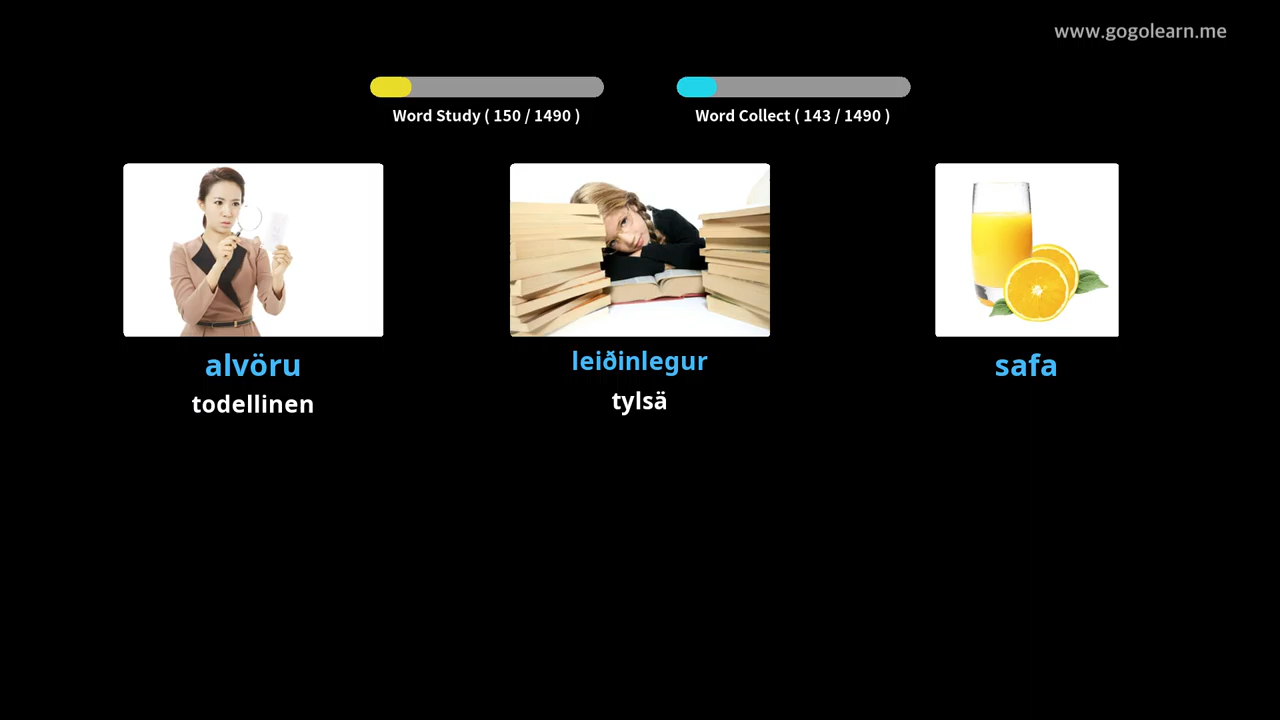 www.gogolearn.me
Word Study ( 150 / 1490 )
Word Collect ( 143 / 1490 )
alvöru
todellinen
leiðinlegur
tylsä
safa